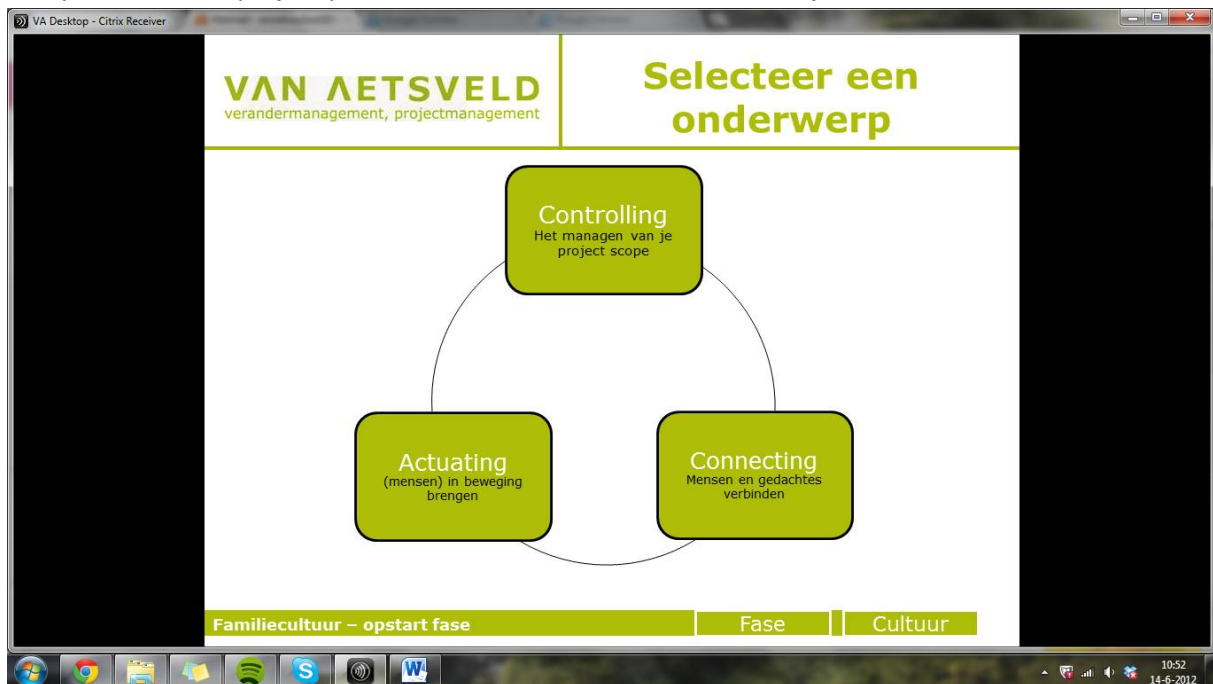 VA Desktop - Citrix Receiver
VAN AETSVELD
verandermanagement, projectmanagement
Selecteer een
onderwerp
Controlling
Het managen van je
project scope
Actuating
(mensen) in beweging
brengen
Connecting
Mensen en gedachtes
verbinden
Familiecultuur – opstart fase
Fase
Cultuur
10:52
14-6-2012